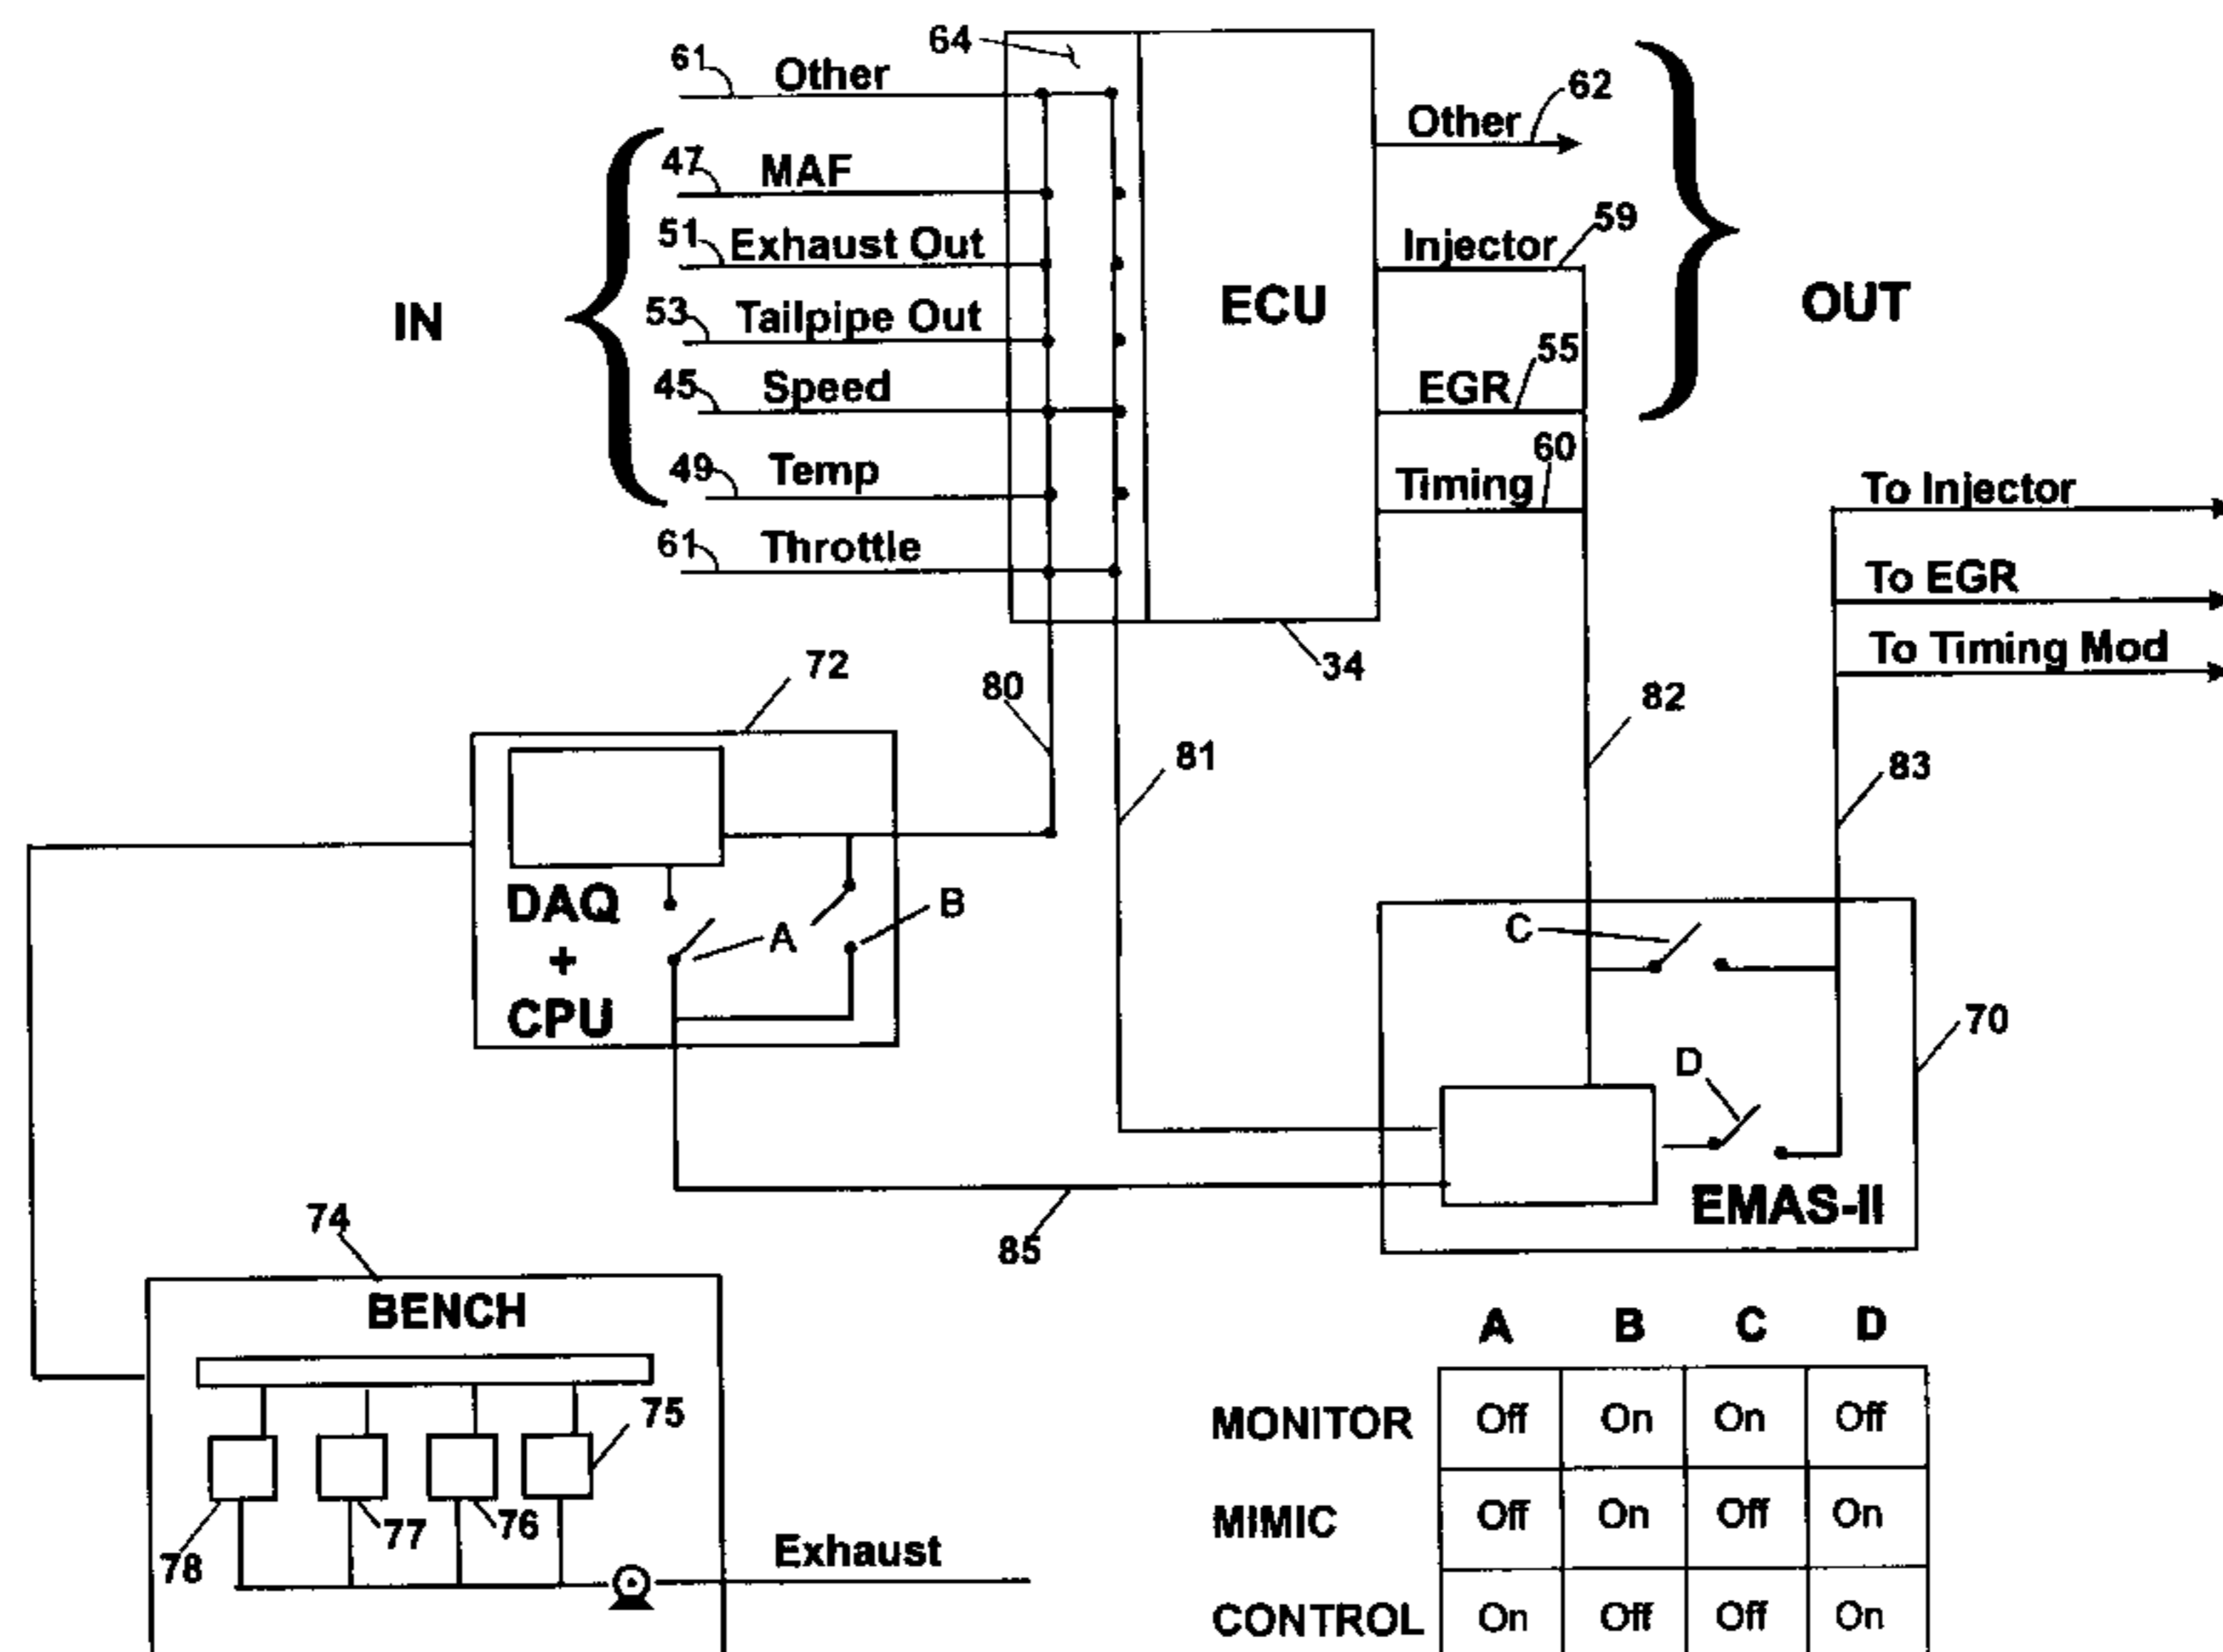 64
61 Other
Other 62
47 MAF
Injector 59
51 Exhaust Out
ECU
IN
OUT
53 Tailpipe Out
45 Speed
EGR 55
49 Temp
Timing 60
61 Throttle
To Injector
To EGR
To Timing Mod
34
72
80
82
81
83
DAQ
+
CPU
A
B
C
70
D
EMAS-II
85
74
BENCH
75
76
77
78
Exhaust
A B C D
MONITOR Off On On Off
MIMIC Off On Off On
CONTROL On Off Off On